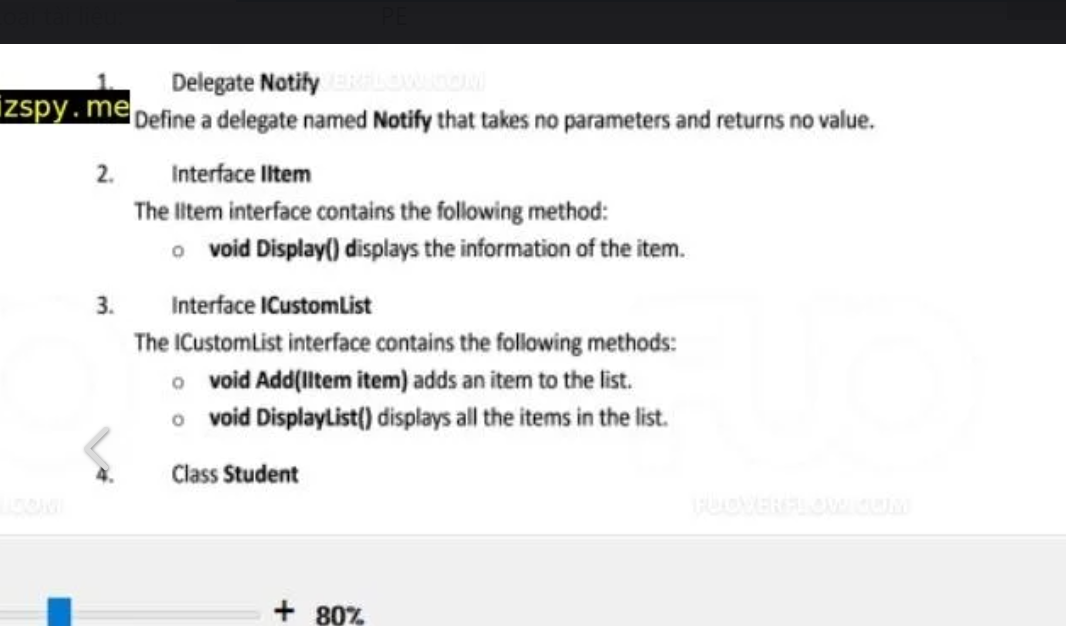 PE
1. Delegate Notify
izspy.me
Define a delegate named Notify that takes no parameters and returns no value.
2. Interface IItem
The IItem interface contains the following method:
o void Display() displays the information of the item.
3. Interface ICustomList
The ICustomList interface contains the following methods:
o void Add(IItem item) adds an item to the list.
o void DisplayList() displays all the items in the list.
4. Class Student
.COM
FUOVERFLOW.COM
+ 80%